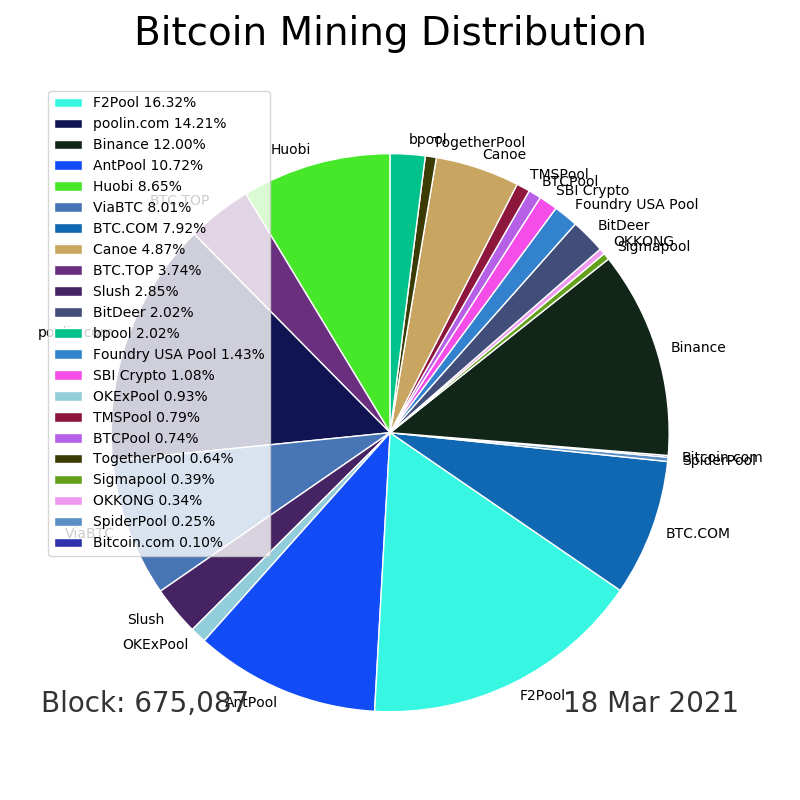 Bitcoin Mining Distribution
F2Pool 16.32%
poolin.com 14.21%
Binance 12.00%
AntPool 10.72%
Huobi 8.65%
ViaBTC 8.01%
BTC.COM 7.92%
Canoe 4.87%
BTC.TOP 3.74%
Slush 2.85%
BitDeer 2.02%
bpool 2.02%
Foundry USA Pool 1.43%
SBI Crypto 1.08%
OKExPool 0.93%
TMSPool 0.79%
BTCPool 0.74%
TogetherPool 0.64%
Sigmapool 0.39%
OKKONG 0.34%
SpiderPool 0.25%
Bitcoin.com 0.10%
bpool
TogetherPool
Canoe
TMSPool
BTCPool
SBI Crypto
Foundry USA Pool
BitDeer
OKKONG
Sigmapool
Binance
Bitcoin.com
SpiderPool
BTC.COM
F2Pool
AntPool
OKExPool
Slush
ViaBTC
poolin.com
BTC.TOP
Huobi
Block: 675,087
18 Mar 2021